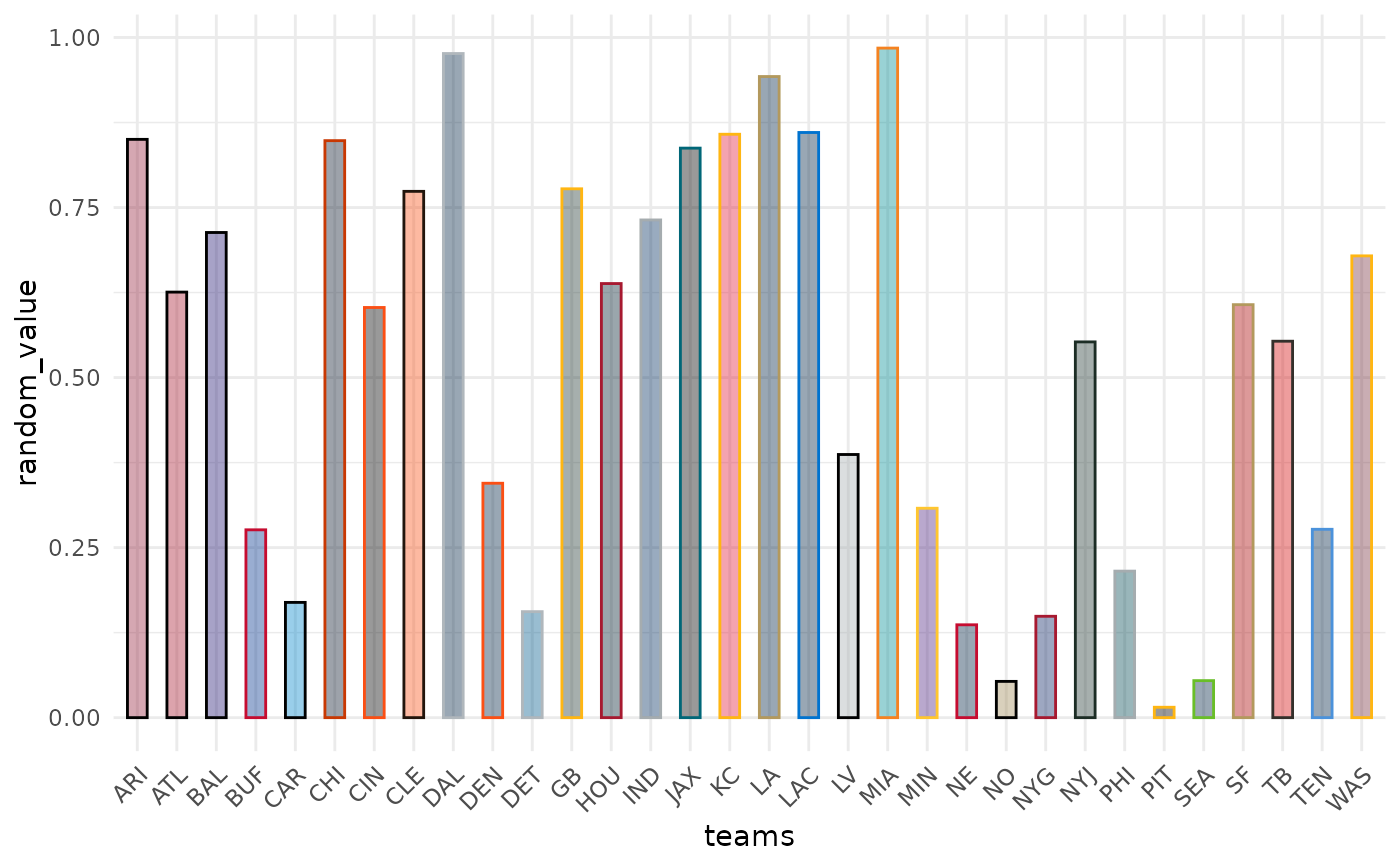 1.00
0.75
0.50
0.25
0.00
random_value
ARI ATL BAL BUF CAR CHI CIN CLE DAL DEN DET GB HOU IND JAX KC LA LAC LV MIA MIN NE NO NYG NYJ PHI PIT SEA SF TB TEN WAS
teams